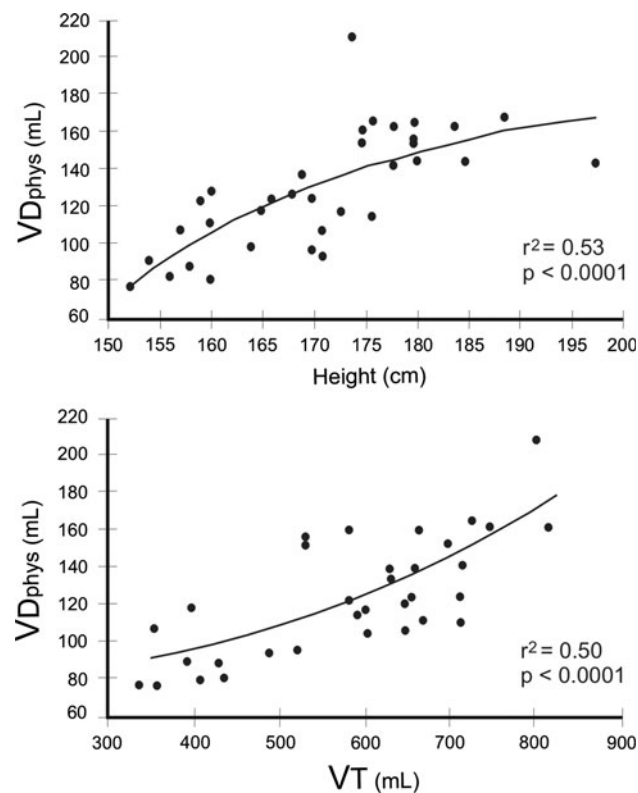 220
200
180
160
140
120
100
80
60
VDphys (mL)
r² = 0.53
p < 0.0001
150 155 160 165 170 175 180 185 190 195 200
Height (cm)
220
200
180
160
140
120
100
80
60
VDphys (mL)
r² = 0.50
p < 0.0001
300 400 500 600 700 800 900
VT (mL)